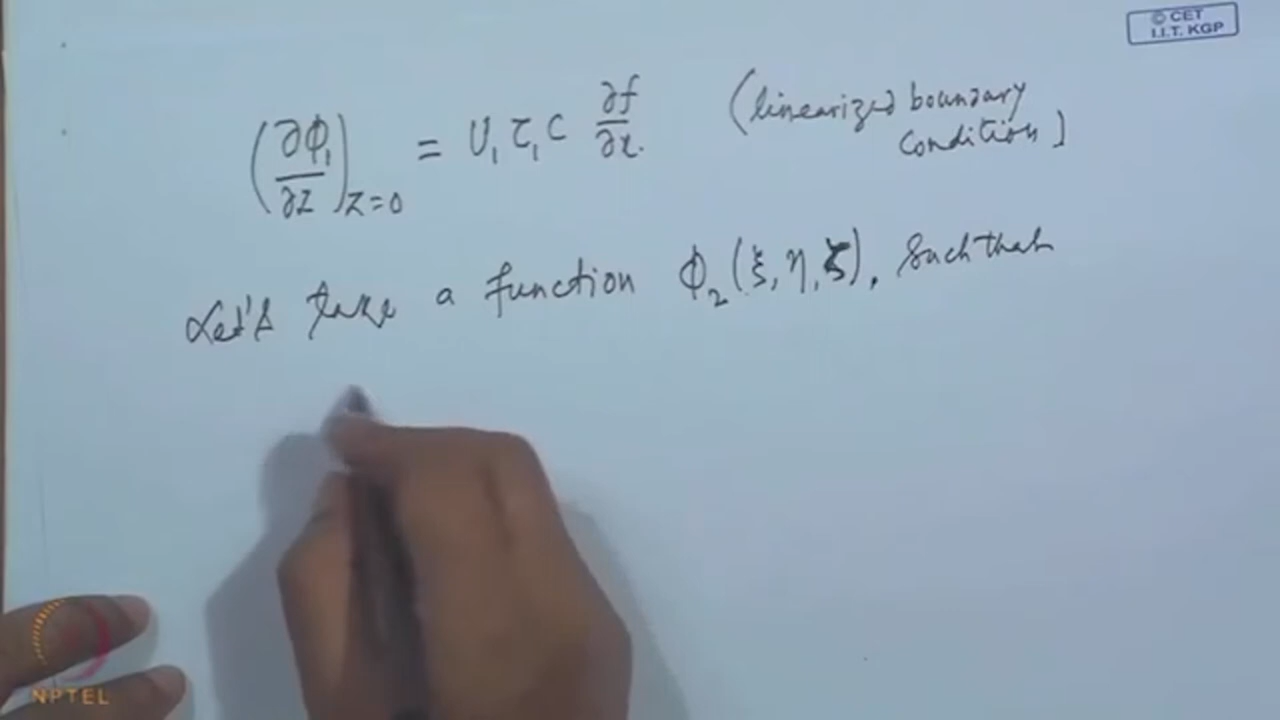 © CET
I.I.T. KGP
(∂Φ₁/∂z)_{z=0} = U₁ τ₁ c ∂f/∂x. (linearized boundary
condition)
Let's take a function Φ₂(ξ, η, ζ), such that
NPTEL